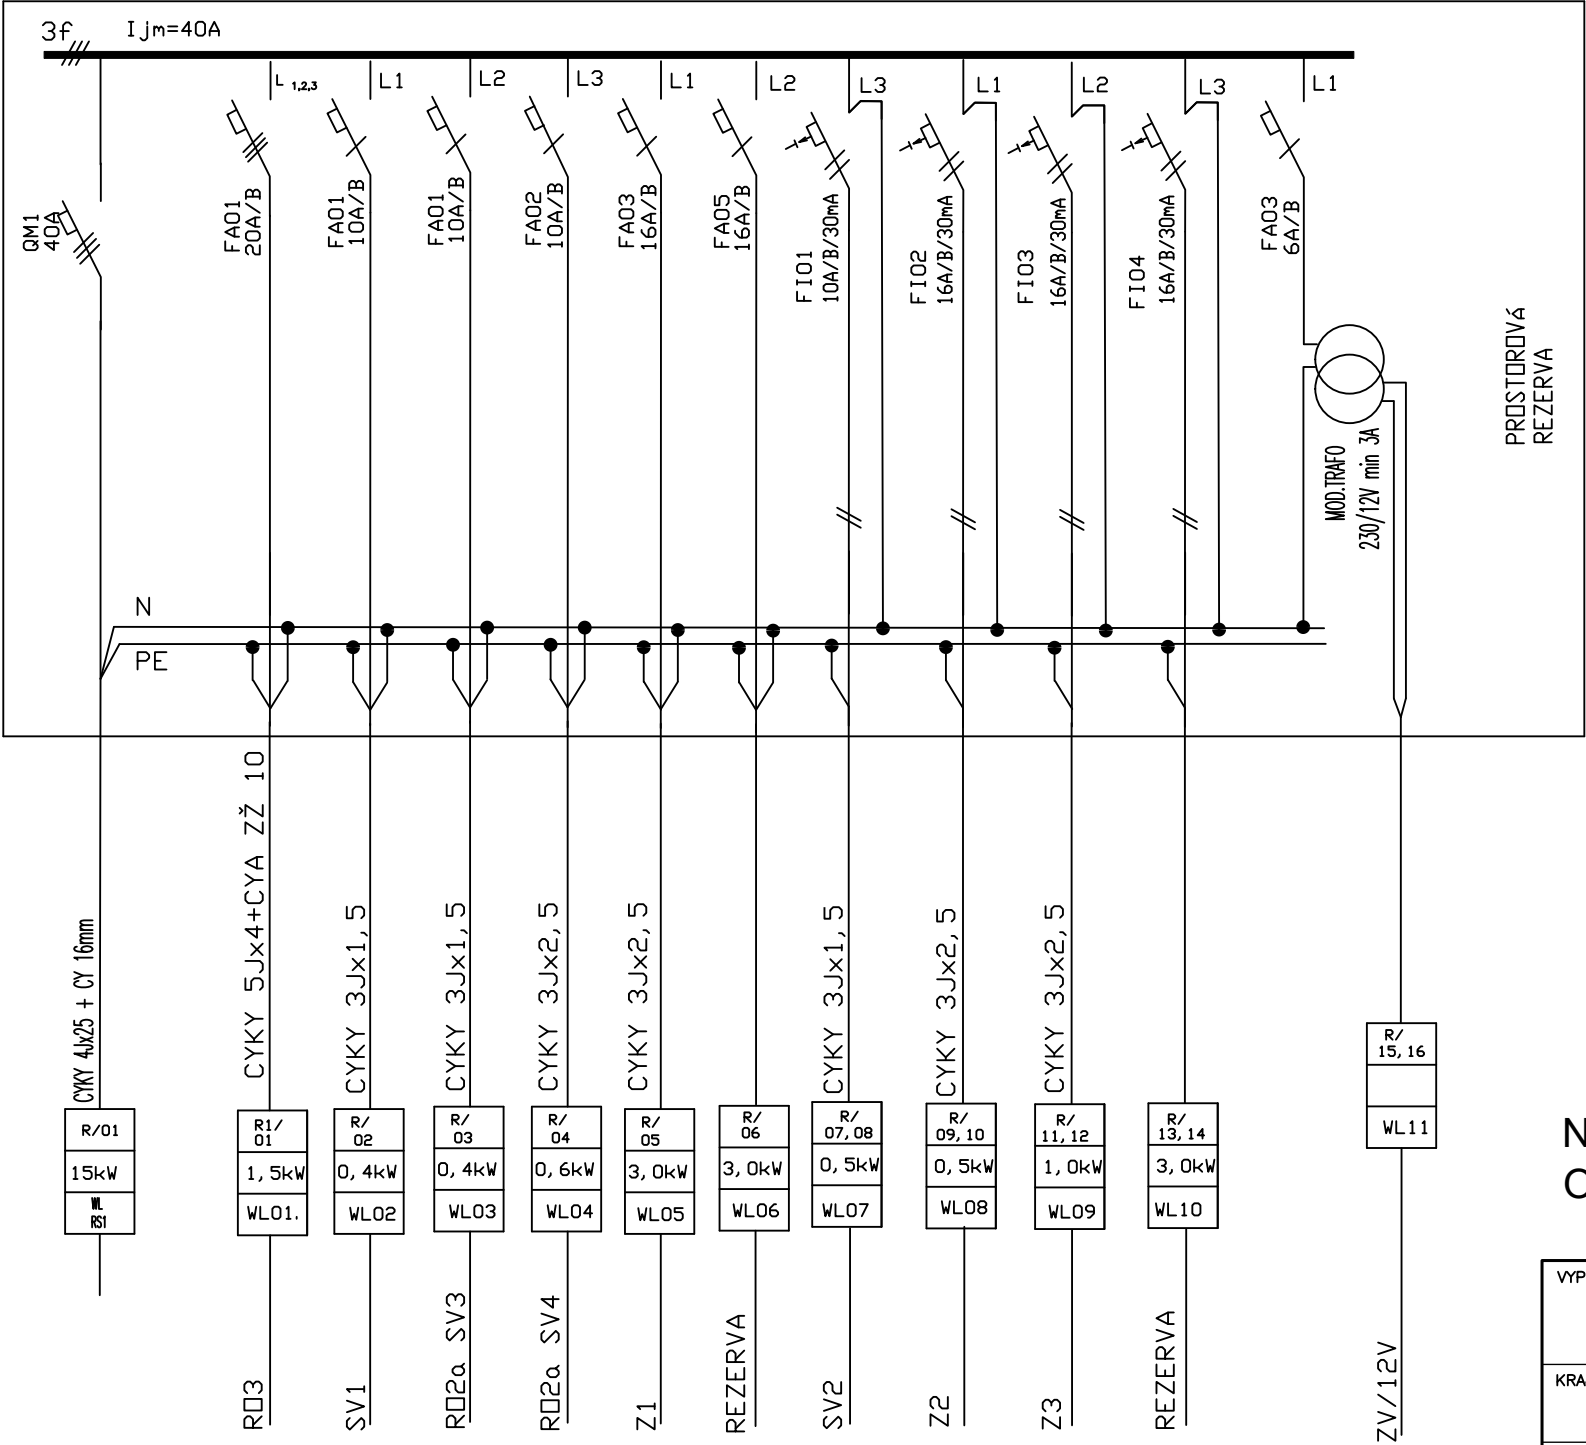 3f
Ijm=40A
L 1,2,3
L1
L2
L3
L1
L2
L3
L1
L2
L3
L1
QM1
40A
FA01
20A/B
FA01
10A/B
FA01
10A/B
FA02
10A/B
FA03
16A/B
FA05
16A/B
FI01
10A/B/30mA
FI02
16A/B/30mA
FI03
16A/B/30mA
FI04
16A/B/30mA
FA03
6A/B
PROSTOROVÁ
REZERVA
MOD.TRAFO
230/12V min 3A
N
PE
CYKY 4Jx25 + CY 16mm
CYKY 5Jx4+CYA ZŽ 10
CYKY 3Jx1,5
CYKY 3Jx1,5
CYKY 3Jx2,5
CYKY 3Jx2,5
CYKY 3Jx1,5
CYKY 3Jx2,5
CYKY 3Jx2,5
R/01
15kW
WL
RS1
R1/
01
1,5kW
WL01.
R/
02
0,4kW
WL02
R/
03
0,4kW
WL03
R/
04
0,6kW
WL04
R/
05
3,0kW
WL05
R/
06
3,0kW
WL06
R/
07,08
0,5kW
WL07
R/
09,10
0,5kW
WL08
R/
11,12
1,0kW
WL09
R/
13,14
3,0kW
WL10
R/
15,16
WL11
RO3
SV1
RO2a SV3
RO2a SV4
Z1
REZERVA
SV2
Z2
Z3
REZERVA
ZV/12V
N
VYP
KRA